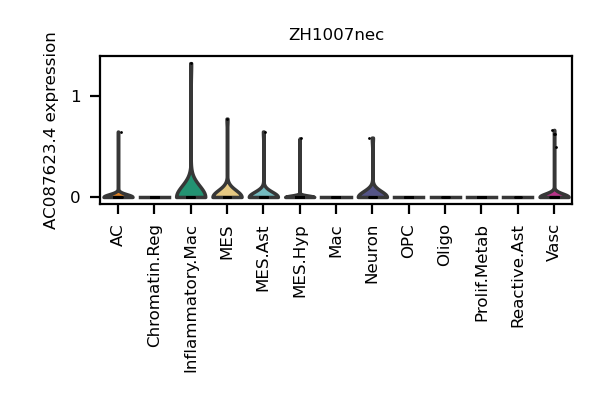 ZH1007nec
AC087623.4 expression
1
0
AC
Chromatin.Reg
Inflammatory.Mac
MES
MES.Ast
MES.Hyp
Mac
Neuron
OPC
Oligo
Prolif.Metab
Reactive.Ast
Vasc